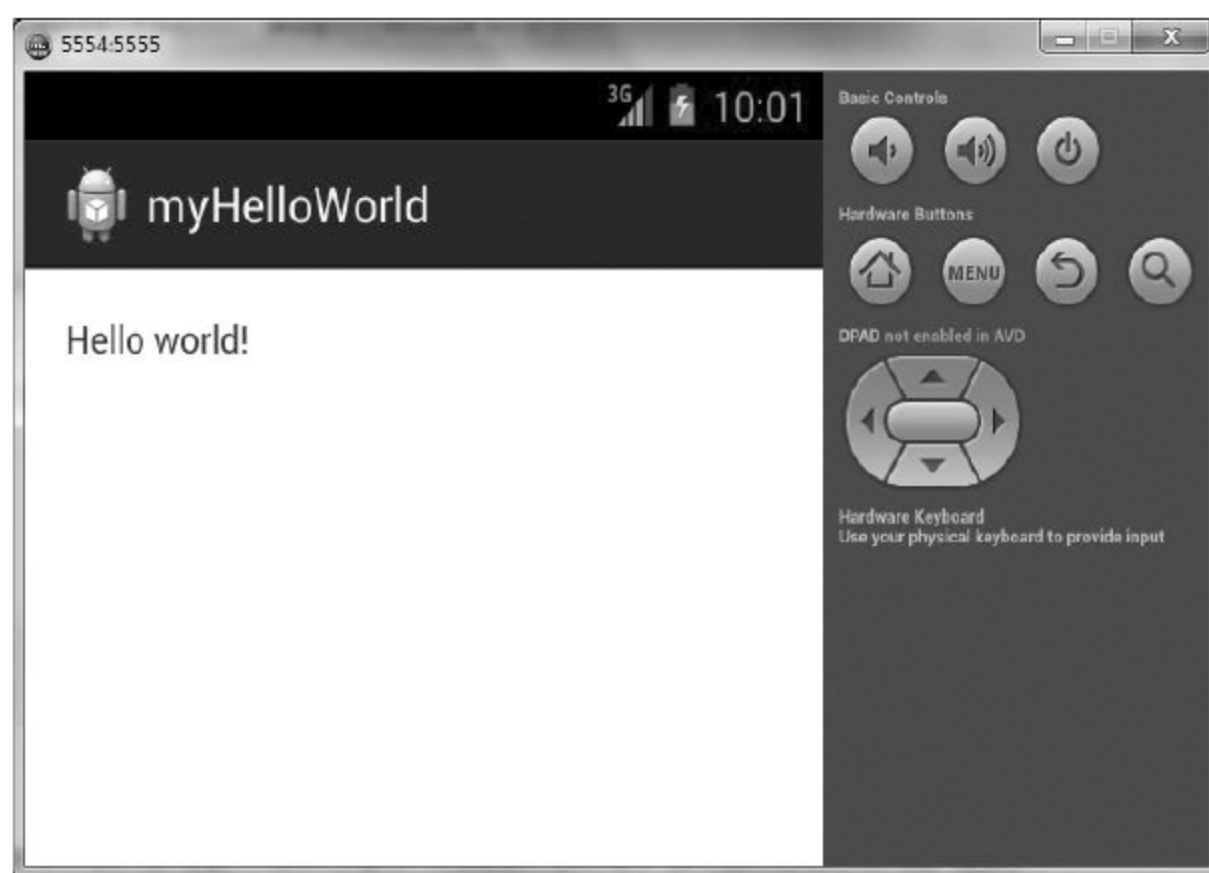 5554:5555
3G 10:01
myHelloWorld
Hello world!
Basic Controls
Hardware Buttons
MENU
DPAD not enabled in AVD
Hardware Keyboard
Use your physical keyboard to provide input